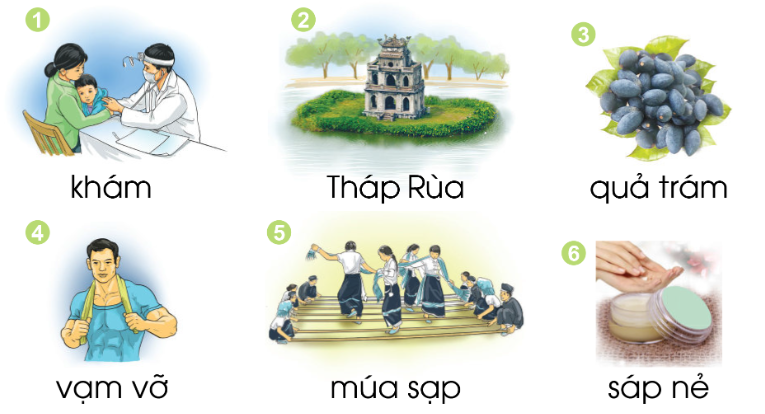 1
khám
2
Tháp Rùa
3
quả trám
4
vạm vỡ
5
múa sạp
6
sáp nẻ